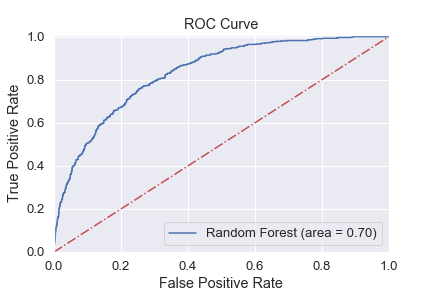 ROC Curve
True Positive Rate
1.0
0.8
0.6
0.4
0.2
0.0
Random Forest (area = 0.70)
0.0 0.2 0.4 0.6 0.8 1.0
False Positive Rate